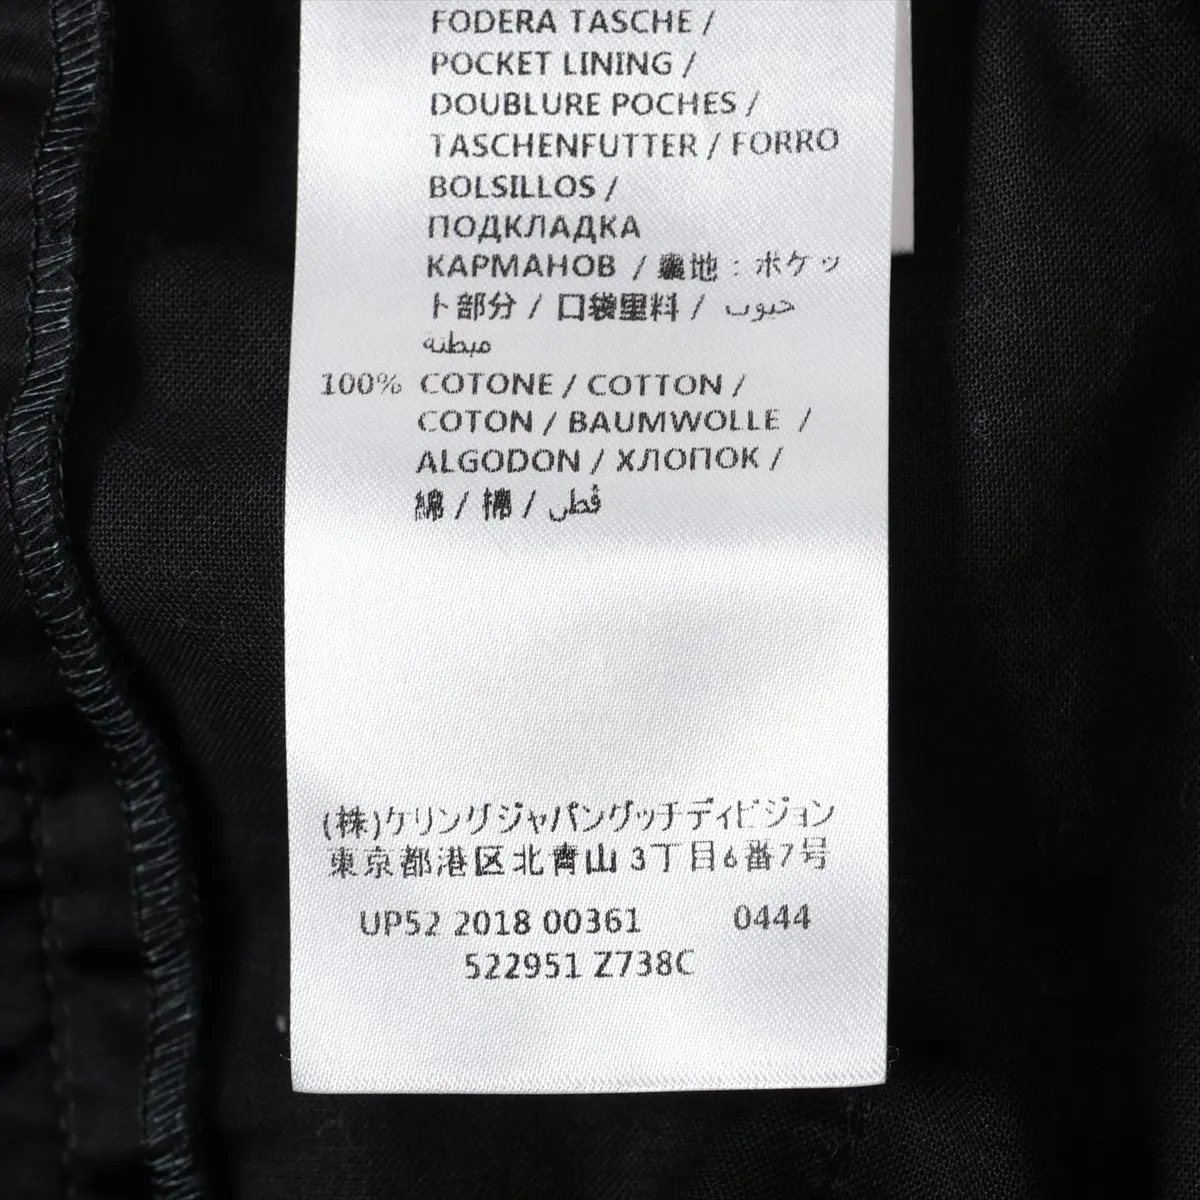 FODERA TASCHE /
POCKET LINING /
DOUBLURE POCHES /
TASCHENFUTTER / FORRO
BOLSILLOS /
ПОДКЛАДКА
КАРМАНОВ / 裏地 : ポケッ
ト部分 / 口袋里料 / جيوب
مبطنة
100% COTONE / COTTON /
COTON / BAUMWOLLE /
ALGODON / ХЛОПОК /
綿 / 棉 / قطن
(株)ケリングジャパングッチディビジョン
東京都港区北青山 3丁目6番7号
UP52 2018 00361 0444
522951 Z738C